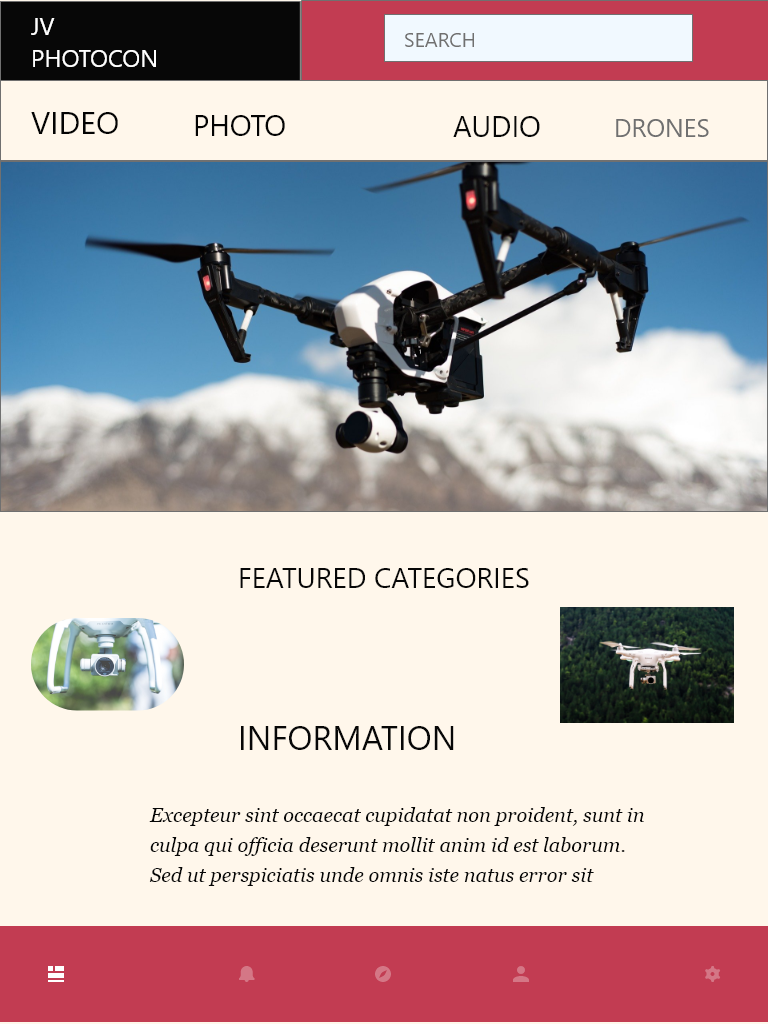 JV
PHOTOCON
SEARCH
VIDEO
PHOTO
AUDIO
DRONES
FEATURED CATEGORIES
INFORMATION
Excepteur sint occaecat cupidatat non proident, sunt in
culpa qui officia deserunt mollit anim id est laborum.
Sed ut perspiciatis unde omnis iste natus error sit